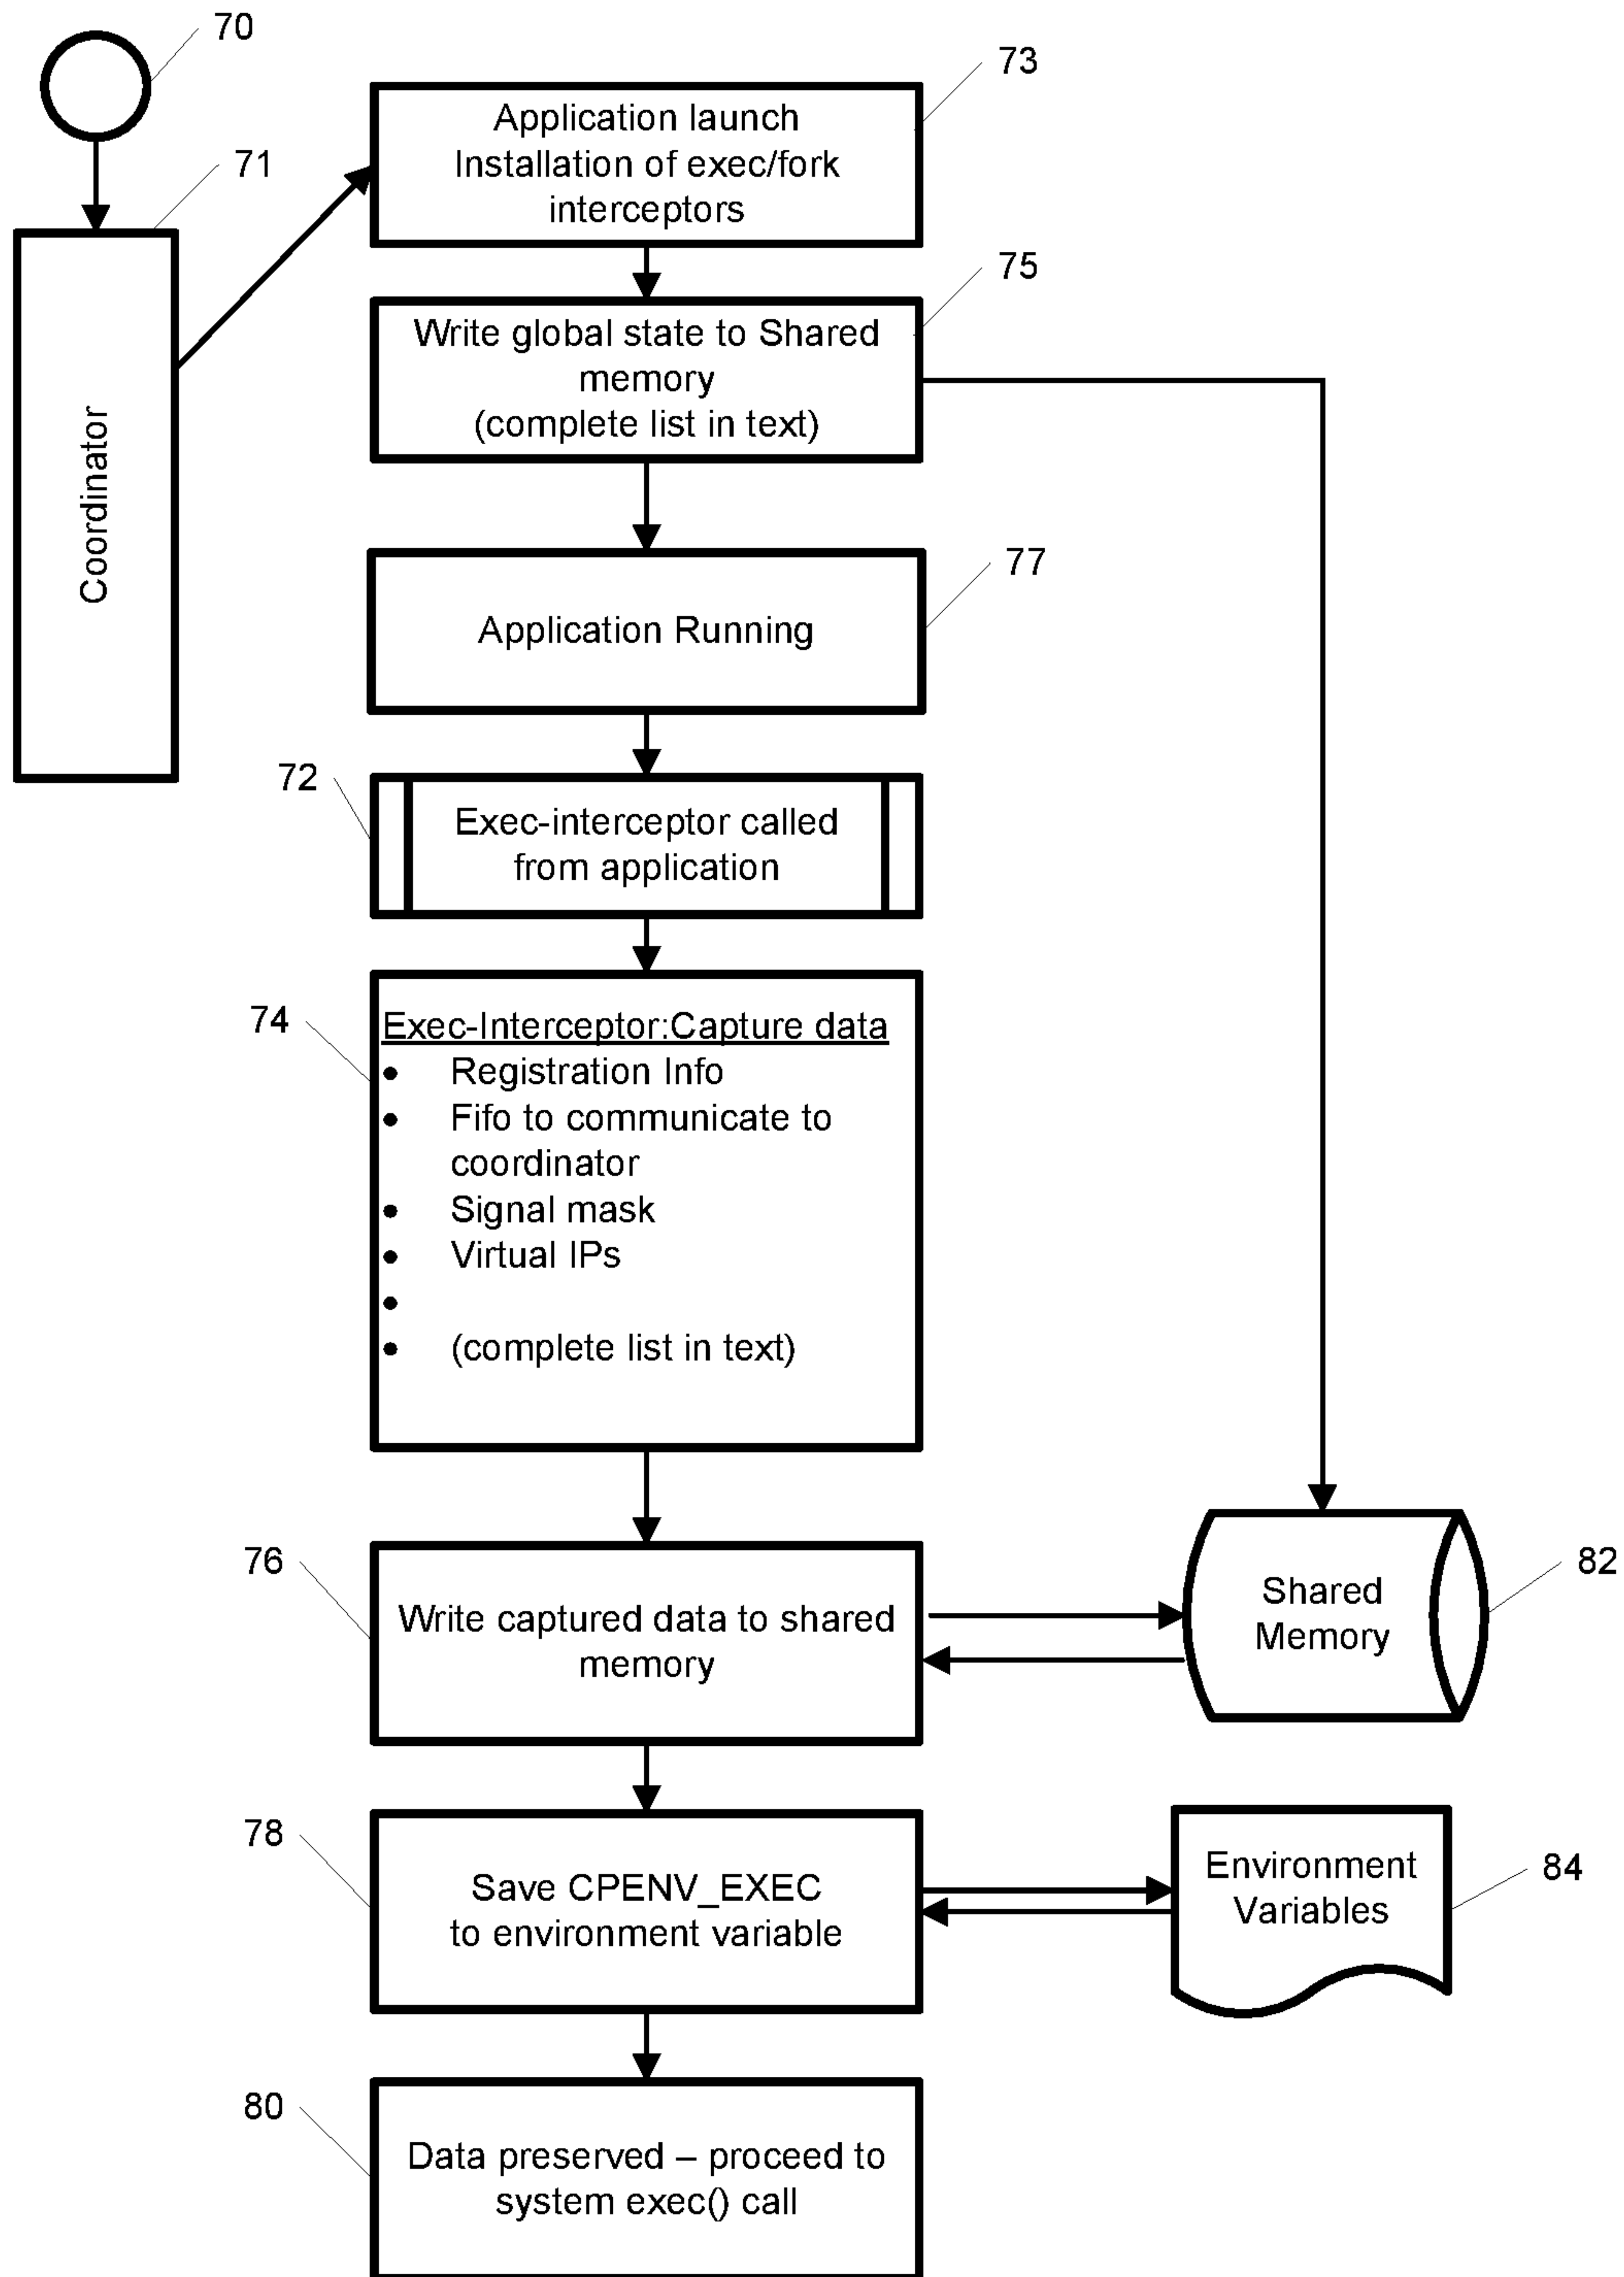 70
71
Coordinator
73
Application launch
Installation of exec/fork
interceptors
75
Write global state to Shared
memory
(complete list in text)
77
Application Running
72
Exec-interceptor called
from application
74
Exec-Interceptor:Capture data
• Registration Info
• Fifo to communicate to
coordinator
• Signal mask
• Virtual IPs
•
• (complete list in text)
76
Write captured data to shared
memory
Shared
Memory
82
78
Save CPENV_EXEC
to environment variable
Environment
Variables
84
80
Data preserved – proceed to
system exec() call